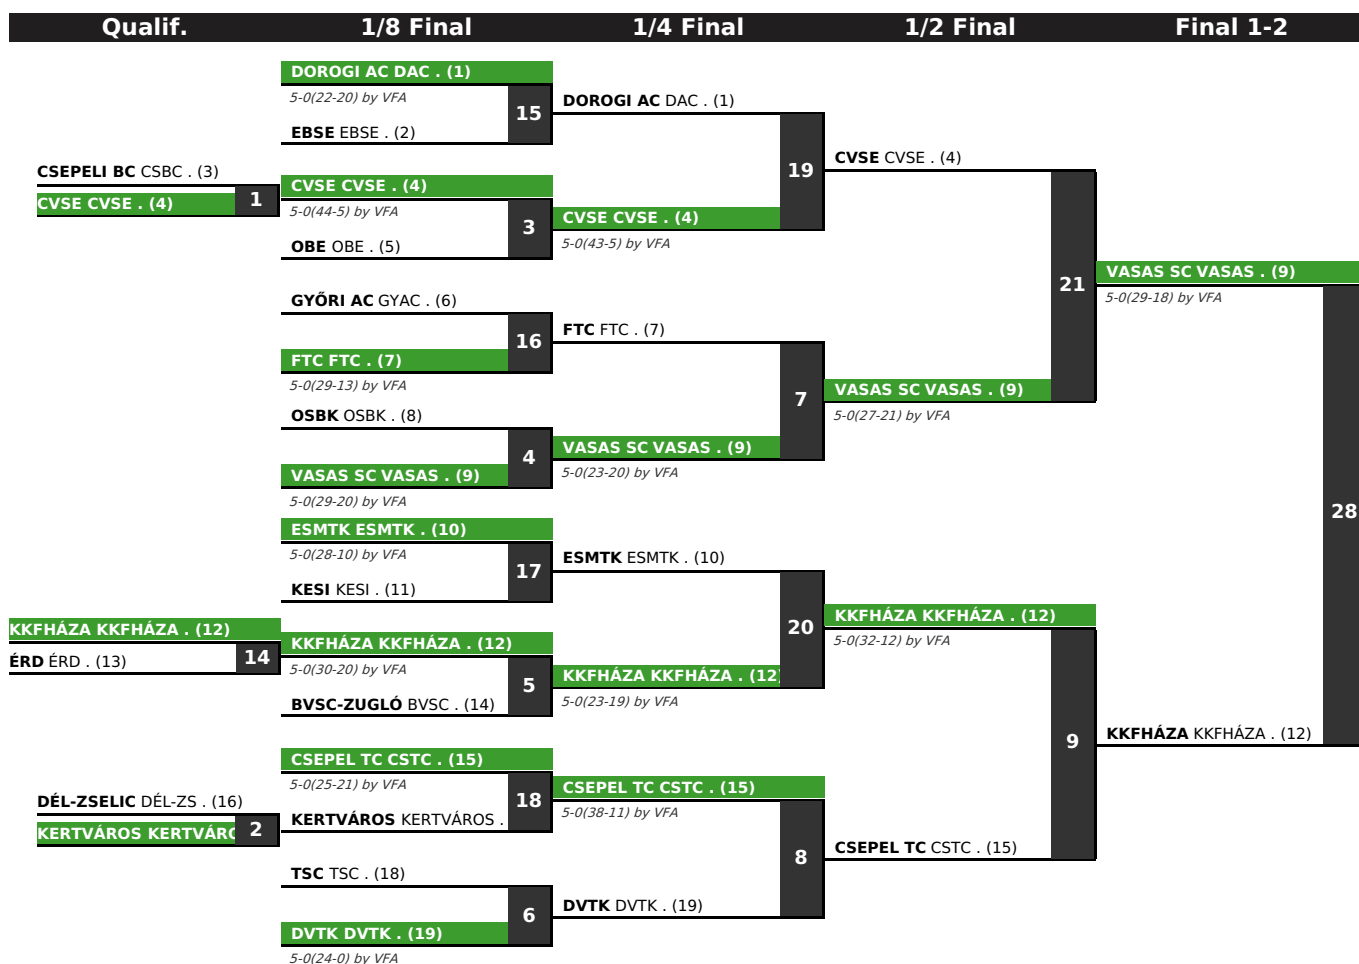 Qualif.
1/8 Final
1/4 Final
1/2 Final
Final 1-2
CSEPELI BC CSBC . (3)
CVSE CVSE . (4)
1
KKFHÁZA KKFHÁZA . (12)
ÉRD ÉRD . (13)
14
DÉL-ZSELIC DÉL-ZS . (16)
KERTVÁROS KERTVÁRO
2
DOROGI AC DAC . (1)
5-0(22-20) by VFA
EBSE EBSE . (2)
15
CVSE CVSE . (4)
5-0(44-5) by VFA
OBE OBE . (5)
3
GYŐRI AC GYAC . (6)
FTC FTC . (7)
5-0(29-13) by VFA
16
OSBK OSBK . (8)
VASAS SC VASAS . (9)
5-0(29-20) by VFA
4
ESMTK ESMTK . (10)
5-0(28-10) by VFA
KESI KESI . (11)
17
KKFHÁZA KKFHÁZA . (12)
5-0(30-20) by VFA
BVSC-ZUGLÓ BVSC . (14)
5
CSEPEL TC CSTC . (15)
5-0(25-21) by VFA
KERTVÁROS KERTVÁROS .
18
TSC TSC . (18)
DVTK DVTK . (19)
5-0(24-0) by VFA
6
DOROGI AC DAC . (1)
CVSE CVSE . (4)
5-0(43-5) by VFA
19
FTC FTC . (7)
VASAS SC VASAS . (9)
5-0(23-20) by VFA
7
ESMTK ESMTK . (10)
KKFHÁZA KKFHÁZA . (12)
5-0(23-19) by VFA
20
CSEPEL TC CSTC . (15)
5-0(38-11) by VFA
DVTK DVTK . (19)
8
CVSE CVSE . (4)
VASAS SC VASAS . (9)
5-0(27-21) by VFA
21
KKFHÁZA KKFHÁZA . (12)
5-0(32-12) by VFA
CSEPEL TC CSTC . (15)
9
VASAS SC VASAS . (9)
5-0(29-18) by VFA
KKFHÁZA KKFHÁZA . (12)
28